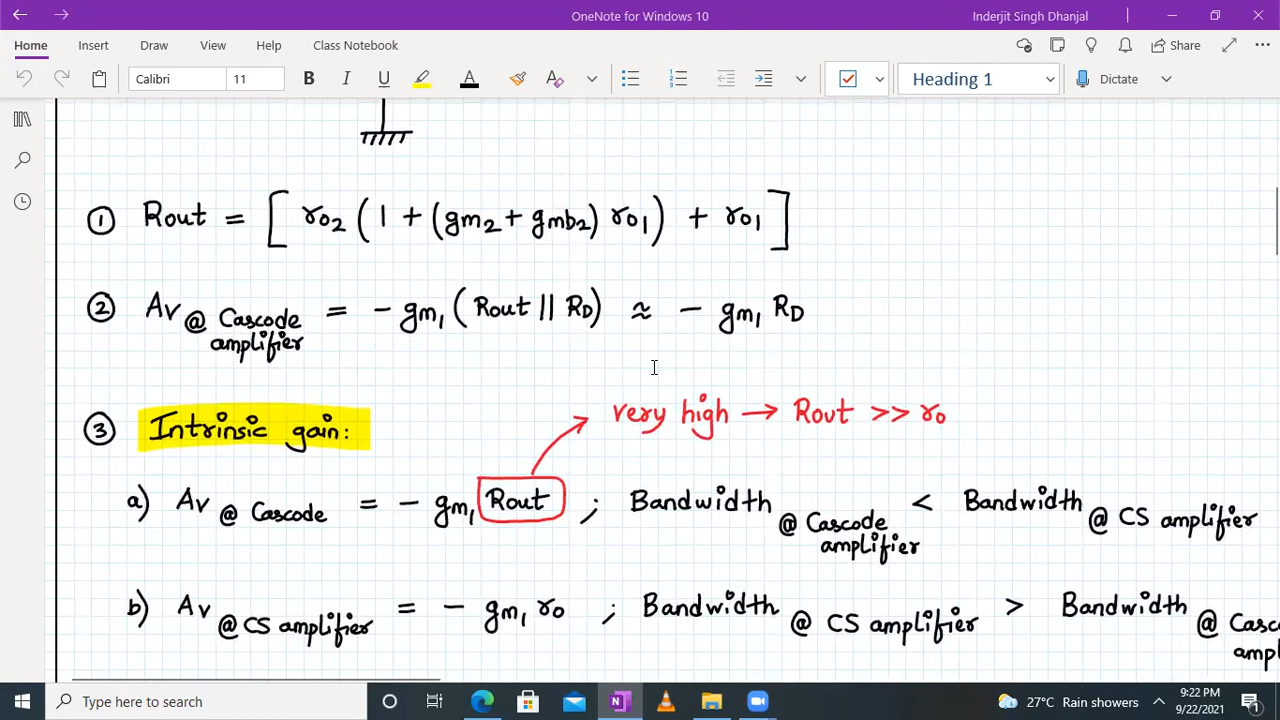 OneNote for Windows 10
Inderjit Singh Dhanjal
Home Insert Draw View Help Class Notebook Share
Calibri 11 B I U A A Heading 1 Dictate
① Rout = [ ro2 ( 1 + (gm2 + gmb2) ro1 ) + ro1 ]
② Av @ Cascode amplifier = - gm1 ( Rout || RD ) ≈ - gm1 RD
very high → Rout >> ro
③ Intrinsic gain:
a) Av @ Cascode = - gm1 Rout ; Bandwidth @ Cascode amplifier < Bandwidth @ CS amplifier
b) Av @ CS amplifier = - gm1 ro ; Bandwidth @ CS amplifier > Bandwidth @
Type here to search
27°C Rain showers
9:22 PM
9/22/2021
1